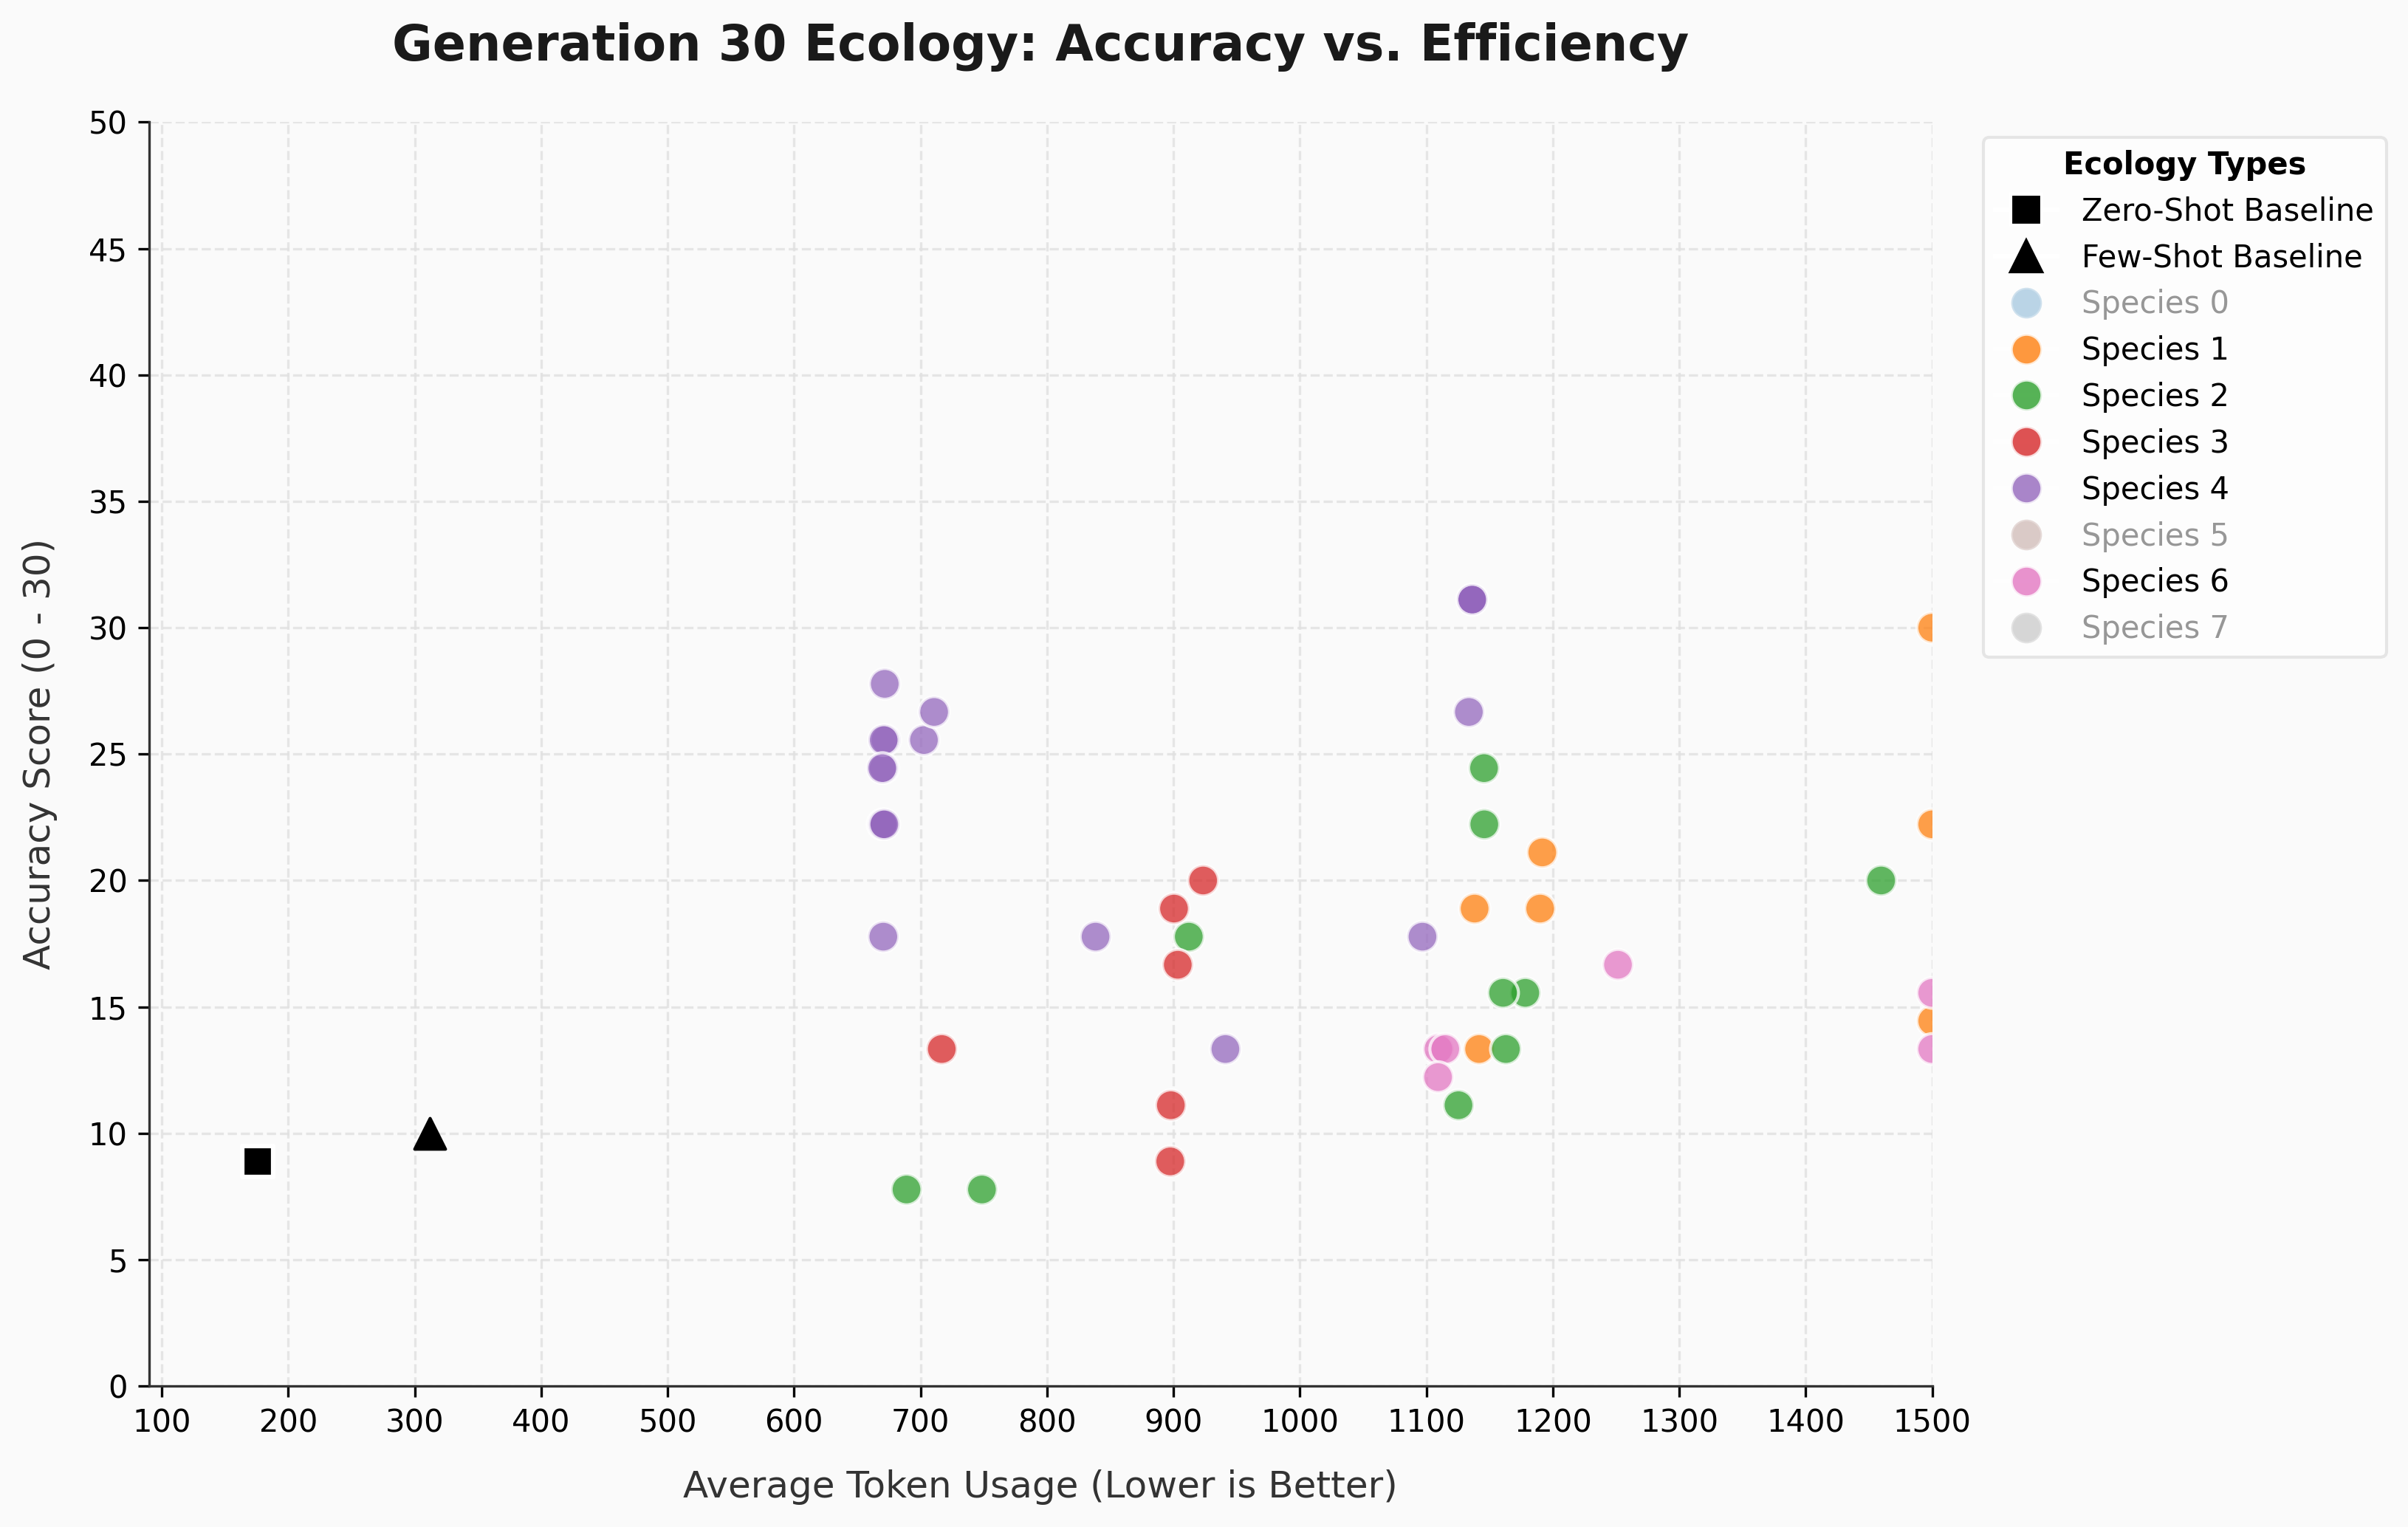 Generation 30 Ecology: Accuracy vs. Efficiency
50
45
40
35
30
25
20
15
10
5
0
Accuracy Score (0 - 30)
100 200 300 400 500 600 700 800 900 1000 1100 1200 1300 1400 1500
Average Token Usage (Lower is Better)
Ecology Types
Zero-Shot Baseline
Few-Shot Baseline
Species 0
Species 1
Species 2
Species 3
Species 4
Species 5
Species 6
Species 7